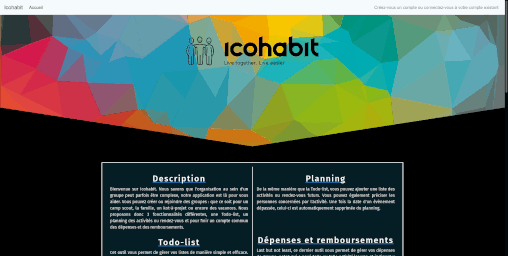 Icohabit Accueil
Créez-vous un compte ou connectez-vous à votre compte existant
icohabit
Live together. Live easier.
Description
Bienvenue sur Icohabit. Nous savons que l'organisation au sein d'un
groupe peut parfois être complexe, notre application est là pour vous
aider. Vous pouvez créer ou rejoindre des groupes : que ce soit pour un
camp scout, la famille, un kot-à-projet ou encore des vacances. Nous
proposons donc 3 fonctionnalités différentes, une Todo-list, un
planning des activités ou rendez-vous et pour finir un compte commun
des dépenses et des remboursements.
Todo-list
Cet outil vous permet de gérer vos listes de manière simple et efficace.
Planning
De la même manière que la Todo-list, vous pouvez ajouter une liste des
activités ou rendez-vous futurs. Vous pouvez également préciser les
personnes concernées par l'activité. Une fois la date d'un évènement
dépassée, celui-ci est automatiquement supprimée du planning.
Dépenses et remboursements
Last but not least, ce dernier outil vous permet de gérer vos dépenses